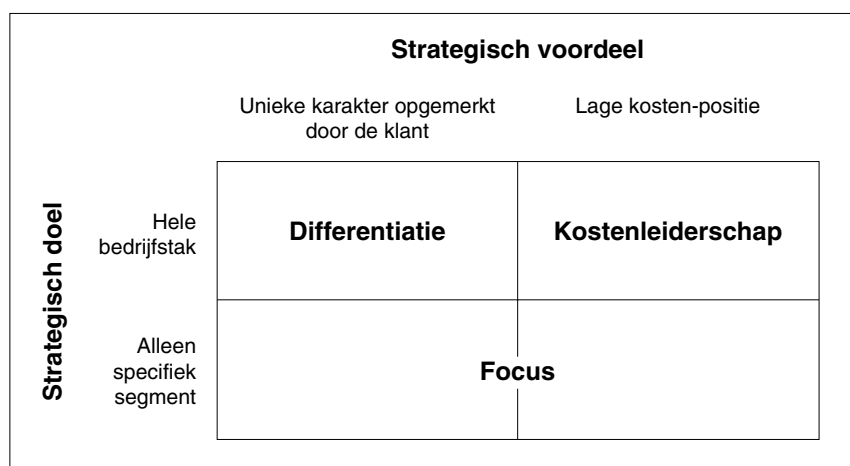 Strategisch voordeel
Unieke karakter opgemerkt
door de klant
Lage kosten-positie
Strategisch doel
Hele
bedrijfstak
Differentiatie
Kostenleiderschap
Alleen
specifiek
segment
Focus